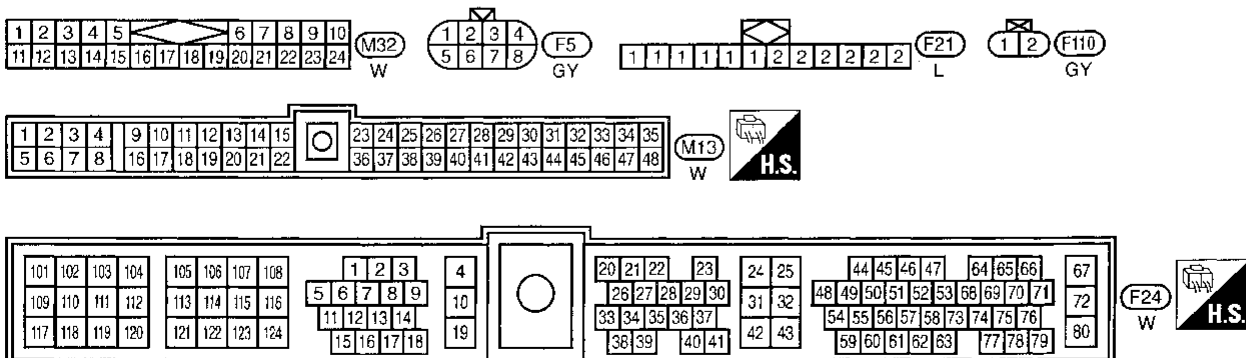 1 2 3 4 5 6 7 8 9 10
11 12 13 14 15 16 17 18 19 20 21 22 23 24
M32
W
1 2 3 4
5 6 7 8
F5
GY
1 1 1 1 1 1 2 2 2 2 2 2
F21
L
1 2
F110
GY
1 2 3 4 9 10 11 12 13 14 15 23 24 25 26 27 28 29 30 31 32 33 34 35
5 6 7 8 16 17 18 19 20 21 22 36 37 38 39 40 41 42 43 44 45 46 47 48
M13
W
H.S.
101 102 103 104 105 106 107 108 1 2 3 4 20 21 22 23 24 25 44 45 46 47 64 65 66 67
5 6 7 8 9 26 27 28 29 30 48 49 50 51 52 53 68 69 70 71
109 110 111 112 113 114 115 116 10 31 32 72
11 12 13 14 33 34 35 36 37 54 55 56 57 58 73 74 75 76
117 118 119 120 121 122 123 124 15 16 17 18 19 38 39 40 41 42 43 59 60 61 62 63 77 78 79 80
F24
W
H.S.